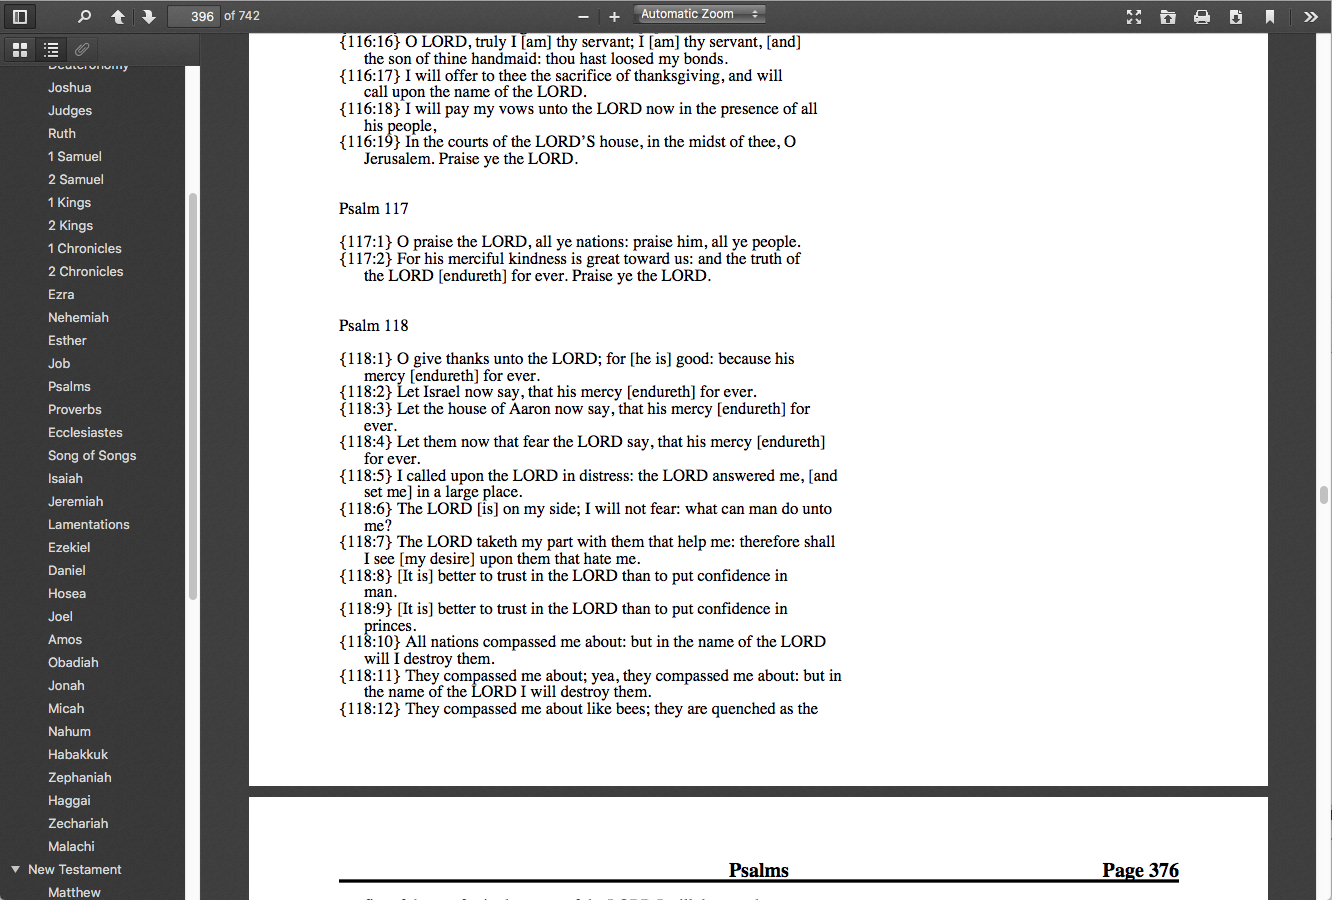 396 of 742
Automatic Zoom
Deuteronomy
Joshua
Judges
Ruth
1 Samuel
2 Samuel
1 Kings
2 Kings
1 Chronicles
2 Chronicles
Ezra
Nehemiah
Esther
Job
Psalms
Proverbs
Ecclesiastes
Song of Songs
Isaiah
Jeremiah
Lamentations
Ezekiel
Daniel
Hosea
Joel
Amos
Obadiah
Jonah
Micah
Nahum
Habakkuk
Zephaniah
Haggai
Zechariah
Malachi
New Testament
Matthew
{116:16} O LORD, truly I [am] thy servant; I [am] thy servant, [and]
the son of thine handmaid: thou hast loosed my bonds.
{116:17} I will offer to thee the sacrifice of thanksgiving, and will
call upon the name of the LORD.
{116:18} I will pay my vows unto the LORD now in the presence of all
his people,
{116:19} In the courts of the LORD'S house, in the midst of thee, O
Jerusalem. Praise ye the LORD.
Psalm 117
{117:1} O praise the LORD, all ye nations: praise him, all ye people.
{117:2} For his merciful kindness is great toward us: and the truth of
the LORD [endureth] for ever. Praise ye the LORD.
Psalm 118
{118:1} O give thanks unto the LORD; for [he is] good: because his
mercy [endureth] for ever.
{118:2} Let Israel now say, that his mercy [endureth] for ever.
{118:3} Let the house of Aaron now say, that his mercy [endureth] for
ever.
{118:4} Let them now that fear the LORD say, that his mercy [endureth]
for ever.
{118:5} I called upon the LORD in distress: the LORD answered me, [and
set me] in a large place.
{118:6} The LORD [is] on my side; I will not fear: what can man do unto
me?
{118:7} The LORD taketh my part with them that help me: therefore shall
I see [my desire] upon them that hate me.
{118:8} [It is] better to trust in the LORD than to put confidence in
man.
{118:9} [It is] better to trust in the LORD than to put confidence in
princes.
{118:10} All nations compassed me about: but in the name of the LORD
will I destroy them.
{118:11} They compassed me about; yea, they compassed me about: but in
the name of the LORD I will destroy them.
{118:12} They compassed me about like bees; they are quenched as the
Psalms Page 376